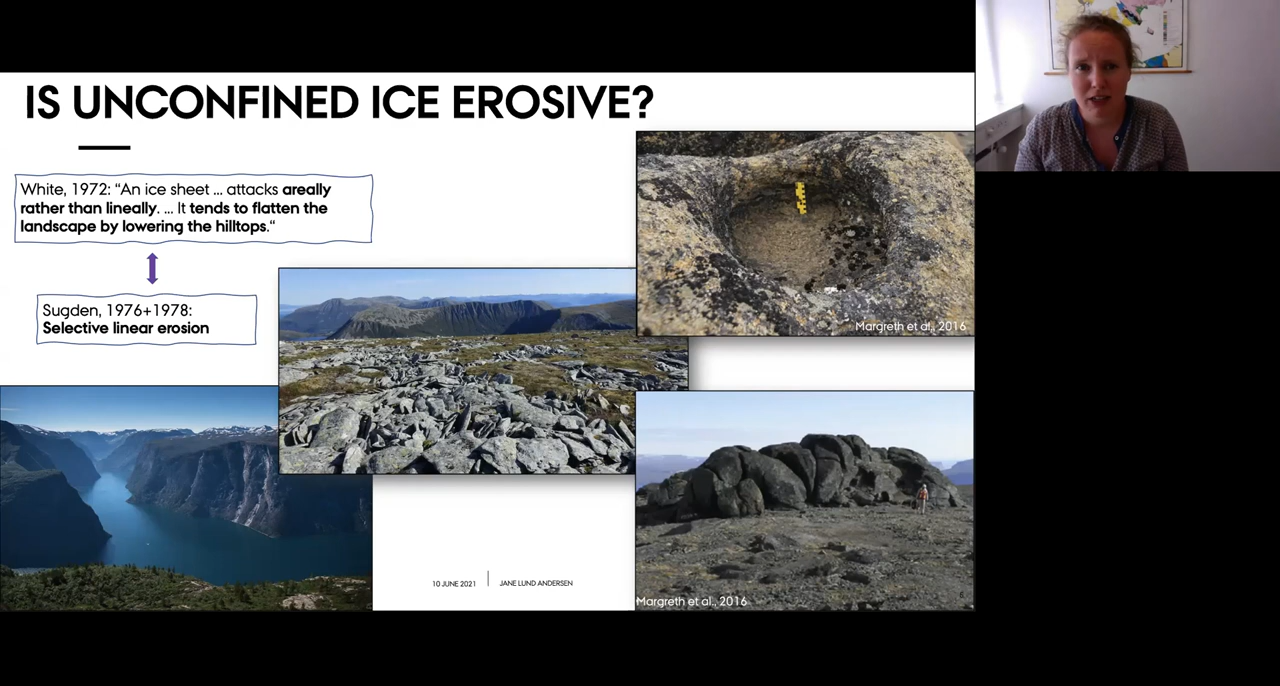 IS UNCONFINED ICE EROSIVE?
White, 1972: “An ice sheet ... attacks areally
rather than lineally. ... It tends to flatten the
landscape by lowering the hilltops.“
Sugden, 1976+1978:
Selective linear erosion
Margreth et al., 2016
Margreth et al., 2016
10 JUNE 2021
JANE LUND ANDERSEN
6